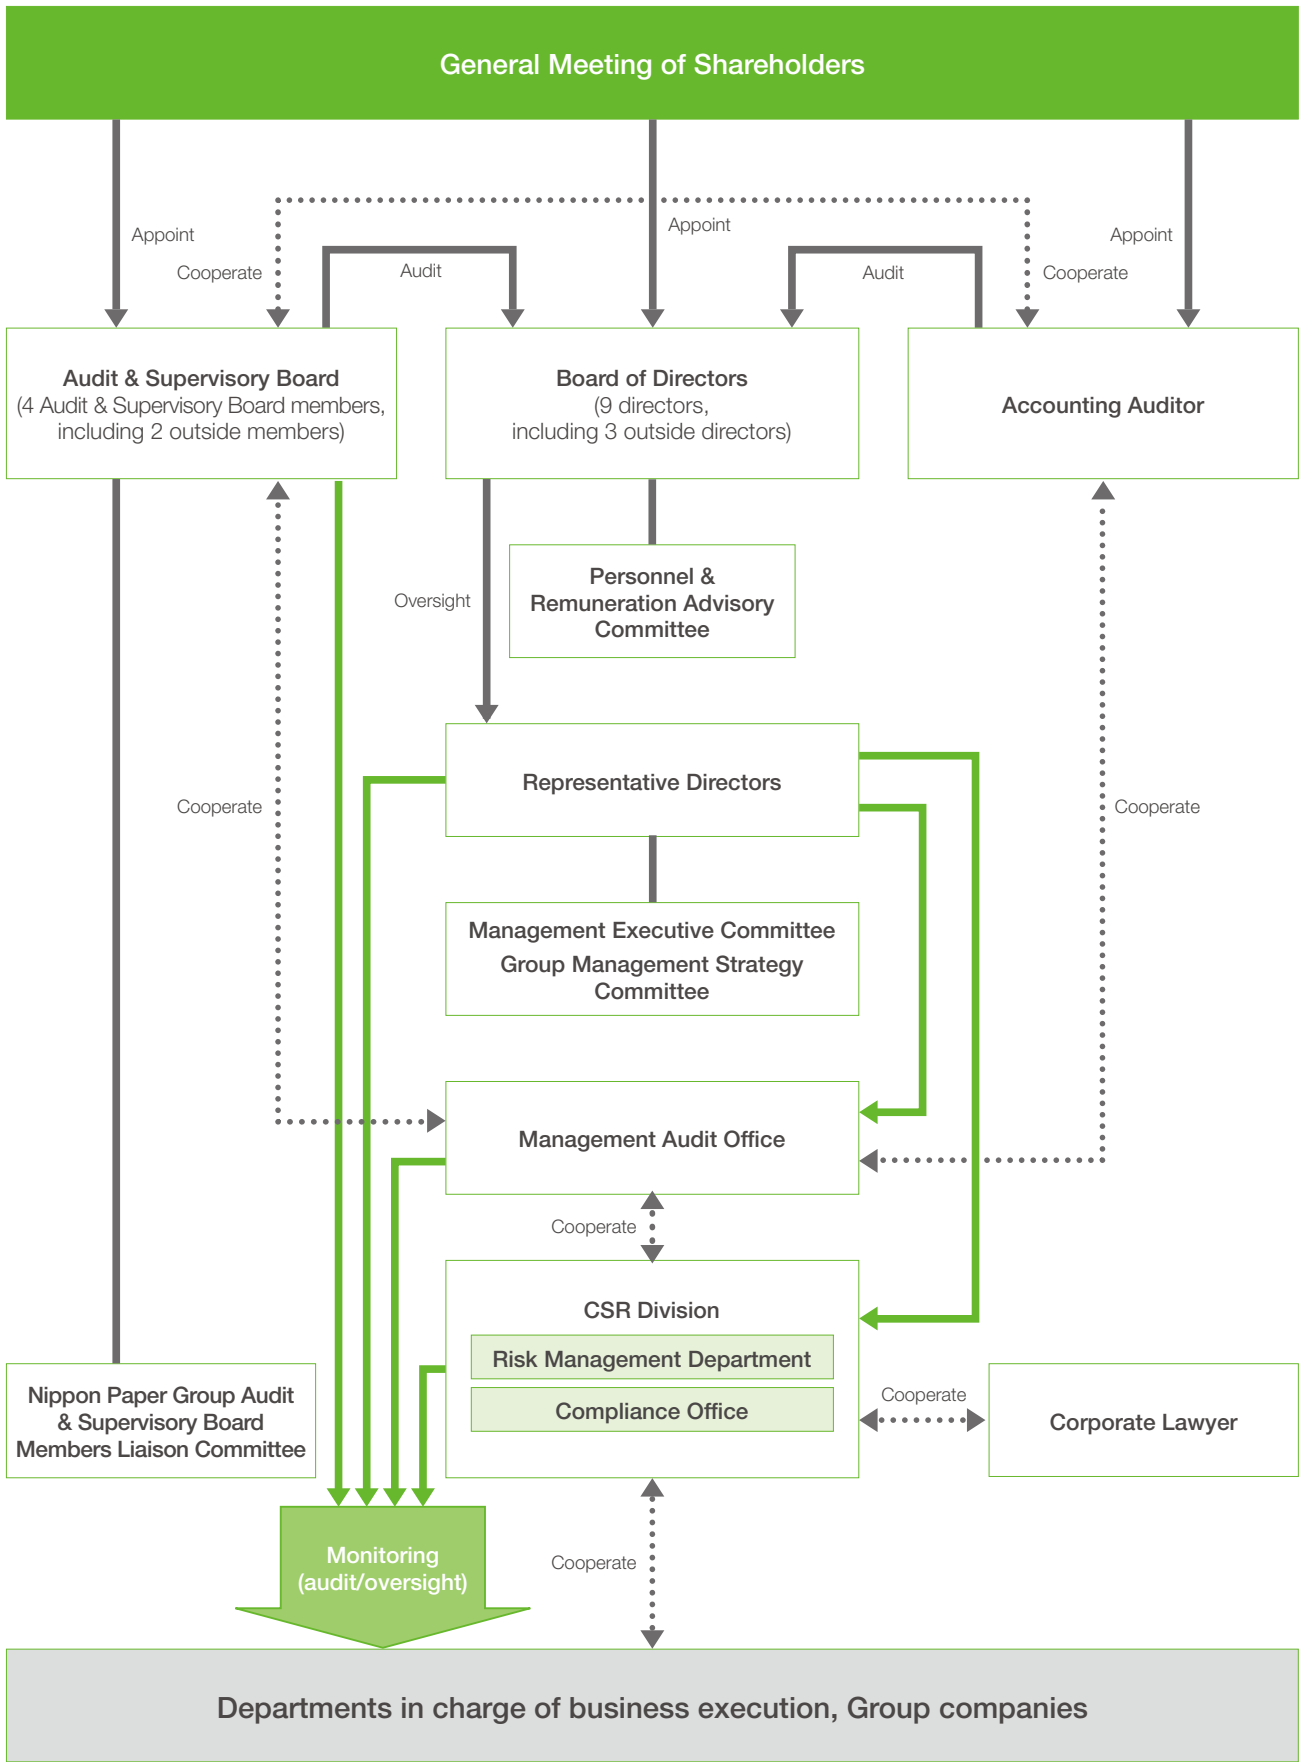 General Meeting of Shareholders
Appoint
Appoint
Appoint
Cooperate
Audit
Audit
Cooperate
Audit & Supervisory Board
(4 Audit & Supervisory Board members,
including 2 outside members)
Board of Directors
(9 directors,
including 3 outside directors)
Accounting Auditor
Oversight
Personnel &
Remuneration Advisory
Committee
Representative Directors
Cooperate
Cooperate
Management Executive Committee
Group Management Strategy
Committee
Management Audit Office
Cooperate
CSR Division
Risk Management Department
Compliance Office
Nippon Paper Group Audit
& Supervisory Board
Members Liaison Committee
Cooperate
Corporate Lawyer
Monitoring
(audit/oversight)
Cooperate
Departments in charge of business execution, Group companies